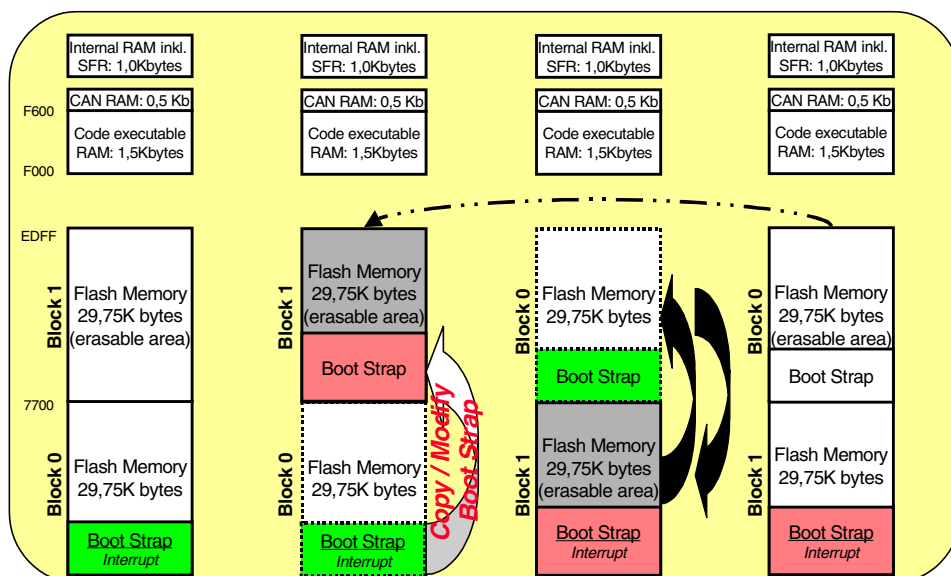 Internal RAM inkl.
SFR: 1,0Kbytes
CAN RAM: 0,5 Kb
F600
Code executable
RAM: 1,5Kbytes
F000
EDFF
Block 1
Flash Memory
29,75K bytes
(erasable area)
7700
Block 0
Flash Memory
29,75K bytes
Boot Strap
Interrupt
Internal RAM inkl.
SFR: 1,0Kbytes
CAN RAM: 0,5 Kb
Code executable
RAM: 1,5Kbytes
Block 1
Flash Memory
29,75K bytes
(erasable area)
Boot Strap
Block 0
Flash Memory
29,75K bytes
Boot Strap
Interrupt
Copy / Modify
Boot Strap
Internal RAM inkl.
SFR: 1,0Kbytes
CAN RAM: 0,5 Kb
Code executable
RAM: 1,5Kbytes
Block 0
Flash Memory
29,75K bytes
Boot Strap
Block 1
Flash Memory
29,75K bytes
(erasable area)
Boot Strap
Interrupt
Internal RAM inkl.
SFR: 1,0Kbytes
CAN RAM: 0,5 Kb
Code executable
RAM: 1,5Kbytes
Block 0
Flash Memory
29,75K bytes
(erasable area)
Boot Strap
Block 1
Flash Memory
29,75K bytes
Boot Strap
Interrupt